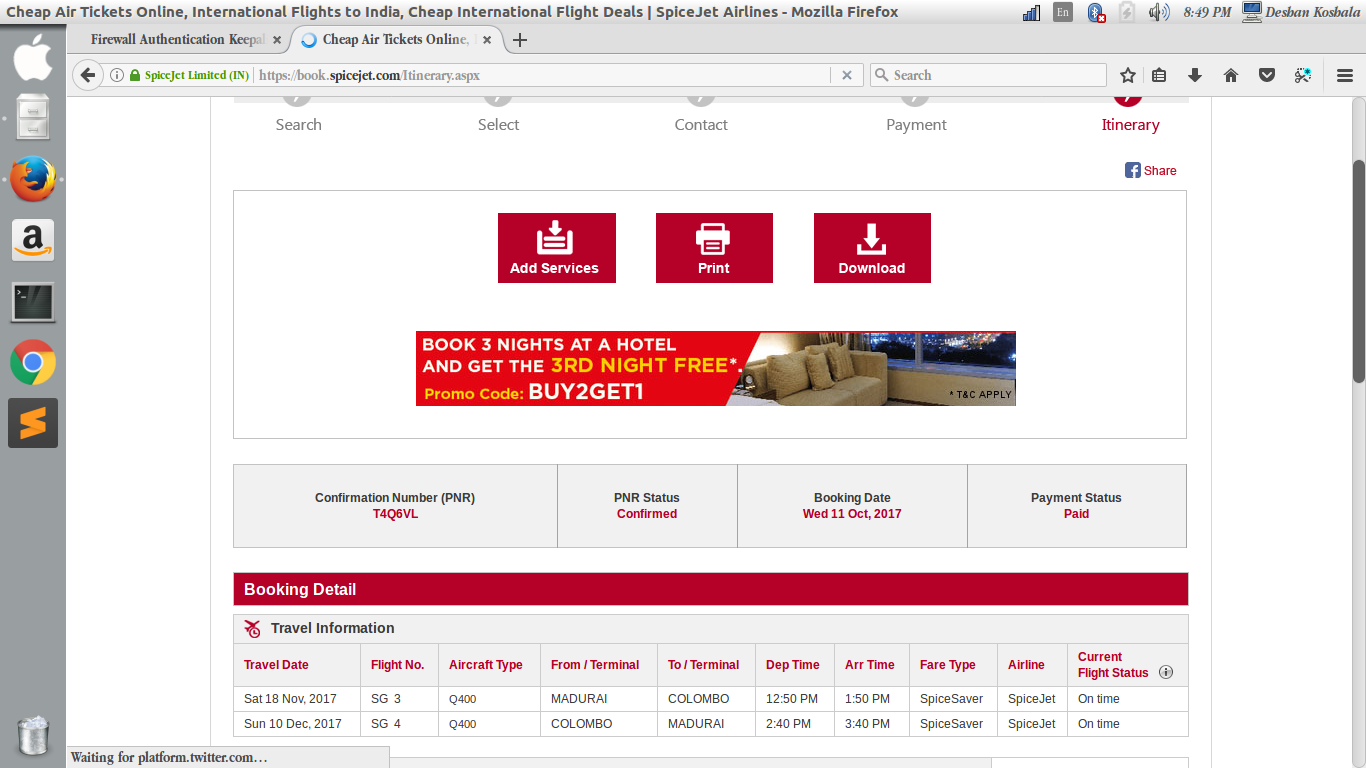 Cheap Air Tickets Online, International Flights to India, Cheap International Flight Deals | SpiceJet Airlines - Mozilla Firefox
En
8:49 PM
Deshan Koshala
Firewall Authentication Keepal
Cheap Air Tickets Online,
SpiceJet Limited (IN)
https://book.spicejet.com/Itinerary.aspx
Search
Search
Select
Contact
Payment
Itinerary
Share
Add Services
Print
Download
BOOK 3 NIGHTS AT A HOTEL
AND GET THE 3RD NIGHT FREE*.
Promo Code: BUY2GET1
* T&C APPLY
Confirmation Number (PNR)
T4Q6VL
PNR Status
Confirmed
Booking Date
Wed 11 Oct, 2017
Payment Status
Paid
Booking Detail
Travel Information
Travel Date Flight No. Aircraft Type From / Terminal To / Terminal Dep Time Arr Time Fare Type Airline Current Flight Status
Sat 18 Nov, 2017 SG 3 Q400 MADURAI COLOMBO 12:50 PM 1:50 PM SpiceSaver SpiceJet On time
Sun 10 Dec, 2017 SG 4 Q400 COLOMBO MADURAI 2:40 PM 3:40 PM SpiceSaver SpiceJet On time
Waiting for platform.twitter.com…